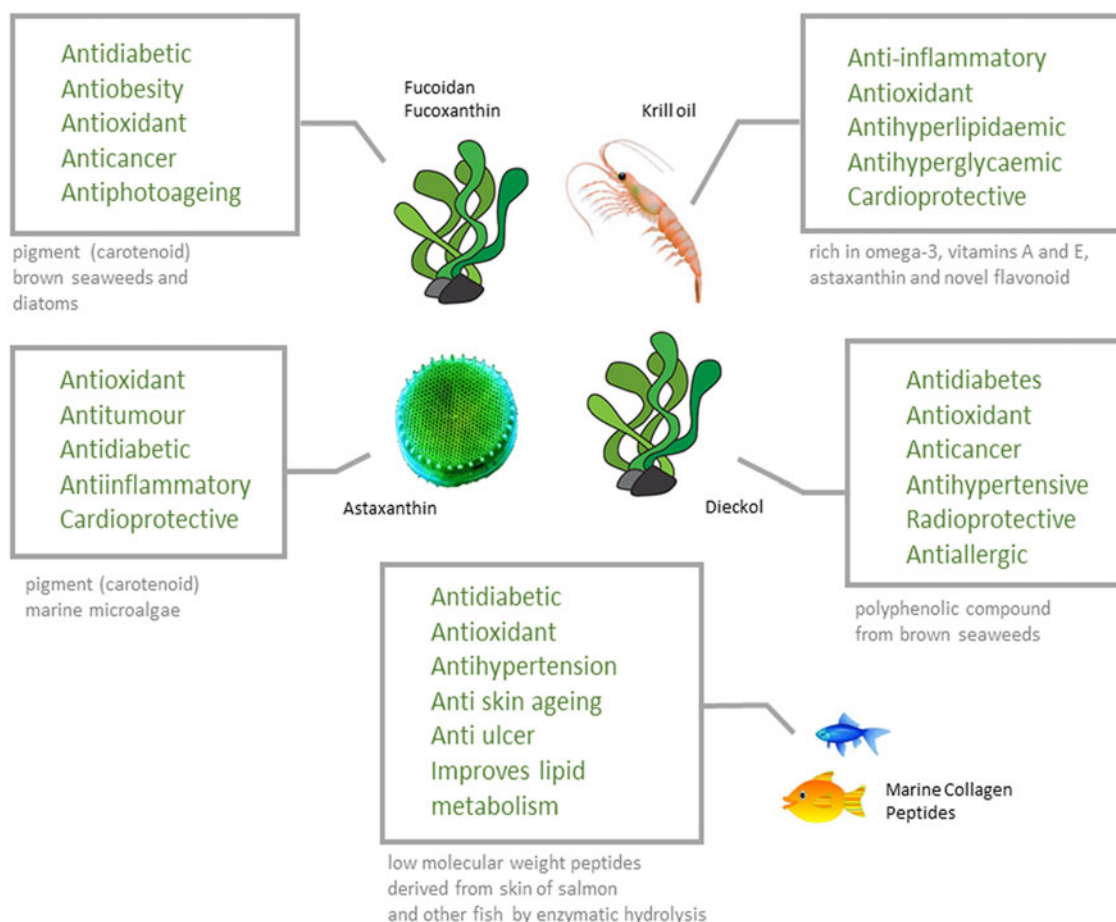 Antidiabetic
Antiobesity
Antioxidant
Anticancer
Antiphotoageing
pigment (carotenoid)
brown seaweeds and
diatoms
Fucoidan
Fucoxanthin
Krill oil
Anti-inflammatory
Antioxidant
Antihyperlipidaemic
Antihyperglycaemic
Cardioprotective
rich in omega-3, vitamins A and E,
astaxanthin and novel flavonoid
Antioxidant
Antitumour
Antidiabetic
Antiinflammatory
Cardioprotective
pigment (carotenoid)
marine microalgae
Astaxanthin
Dieckol
Antidiabetes
Antioxidant
Anticancer
Antihypertensive
Radioprotective
Antiallergic
polyphenolic compound
from brown seaweeds
Antidiabetic
Antioxidant
Antihypertension
Anti skin ageing
Anti ulcer
Improves lipid
metabolism
low molecular weight peptides
derived from skin of salmon
and other fish by enzymatic hydrolysis
Marine Collagen
Peptides